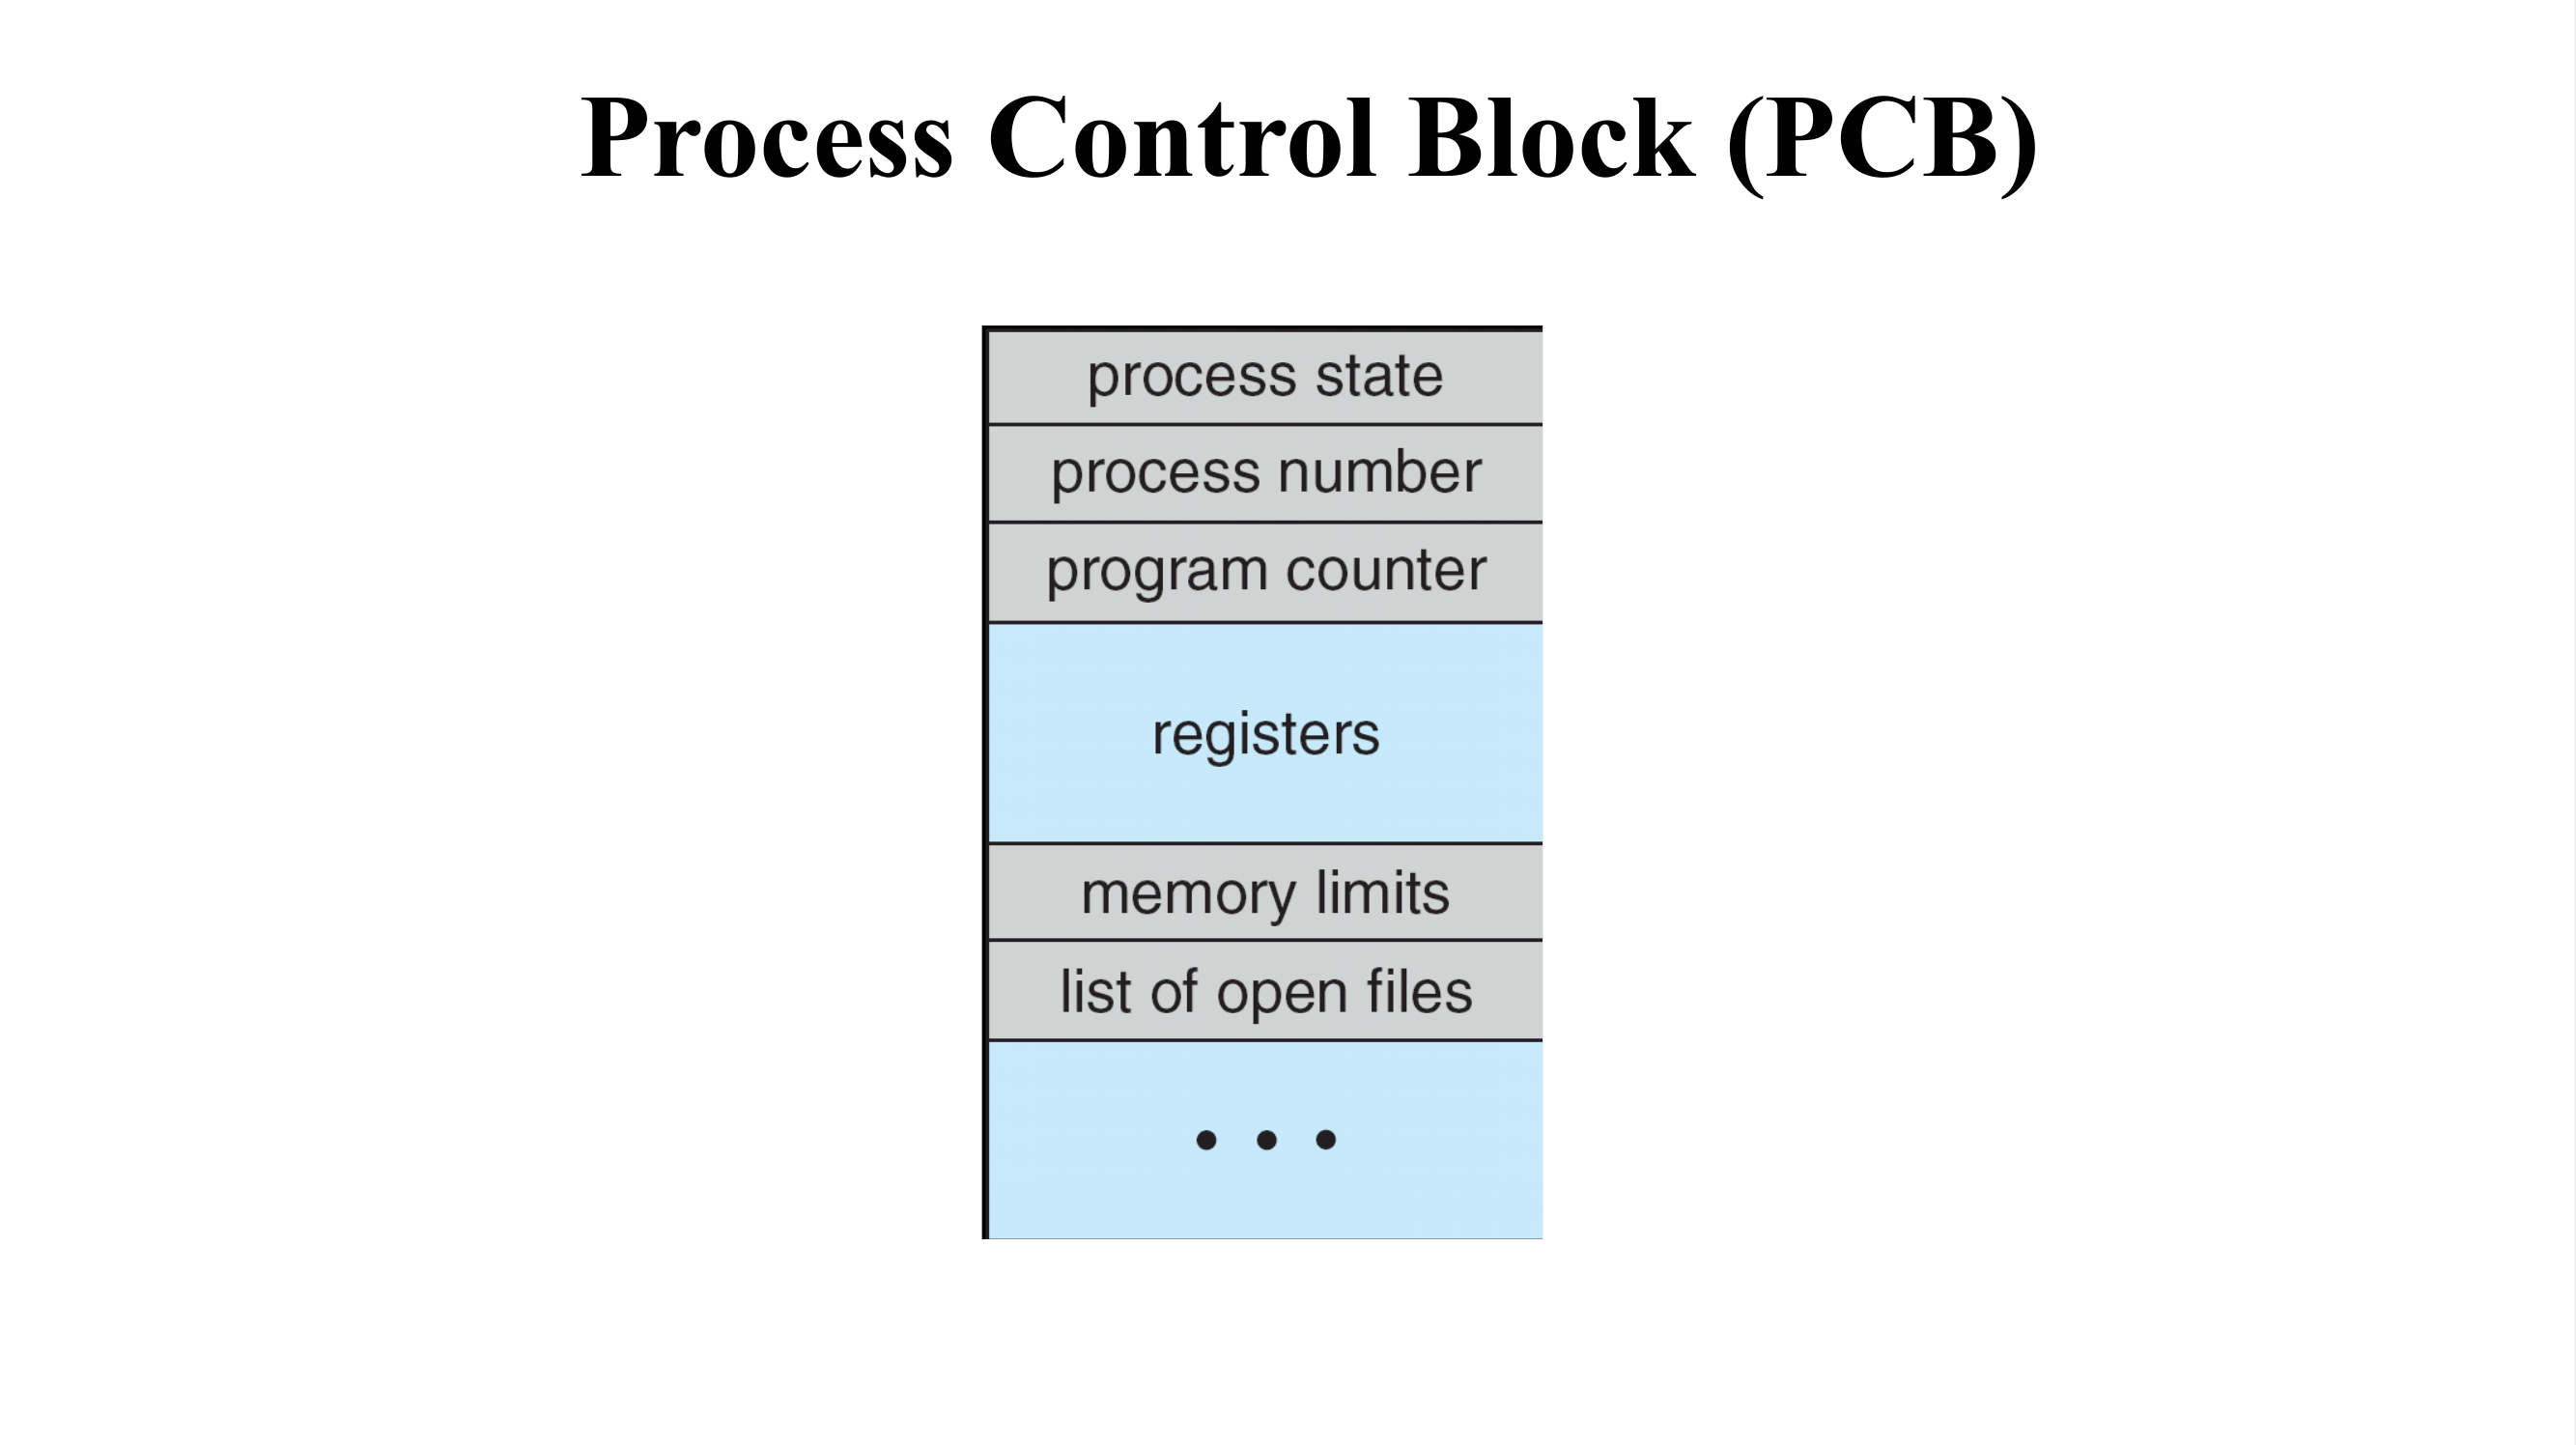 Process Control Block (PCB)
process state
process number
program counter
registers
memory limits
list of open files
• • •